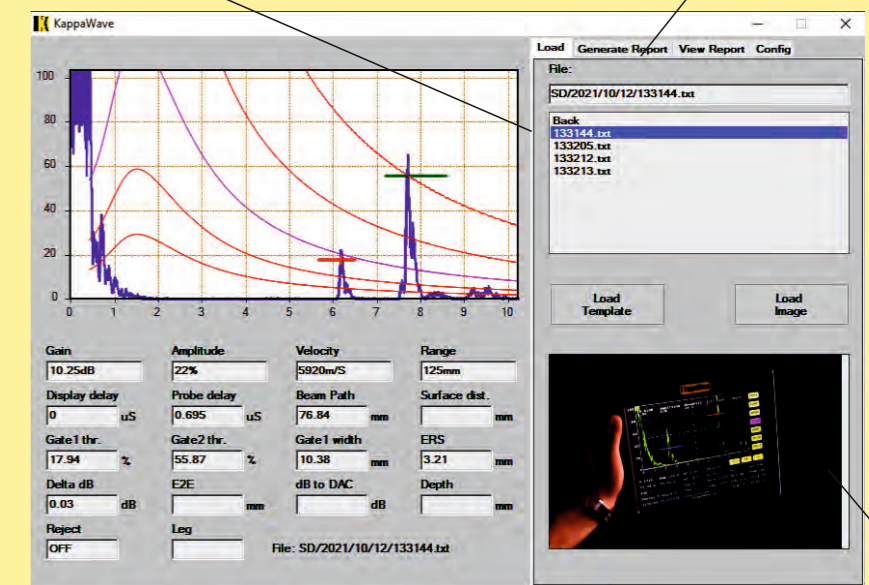 KappaWave
Load Generate Report View Report Config
File:
SD/2021/10/12/133144.txt
Back
133144.txt
133205.txt
133212.txt
133213.txt
Load Template
Load Image
100
80
60
40
20
0
0 1 2 3 4 5 6 7 8 9 10
Gain Amplitude Velocity Range
10.25dB 22% 5920m/S 125mm
Display delay Probe delay Beam Path Surface dist.
0 uS 0.695 uS 76.84 mm mm
Gate1 thr. Gate2 thr. Gate1 width ERS
17.94 % 55.87 % 10.38 mm 3.21 mm
Delta dB E2E dB to DAC Depth
0.03 dB mm dB mm
Reject Leg
OFF File: SD/2021/10/12/133144.txt